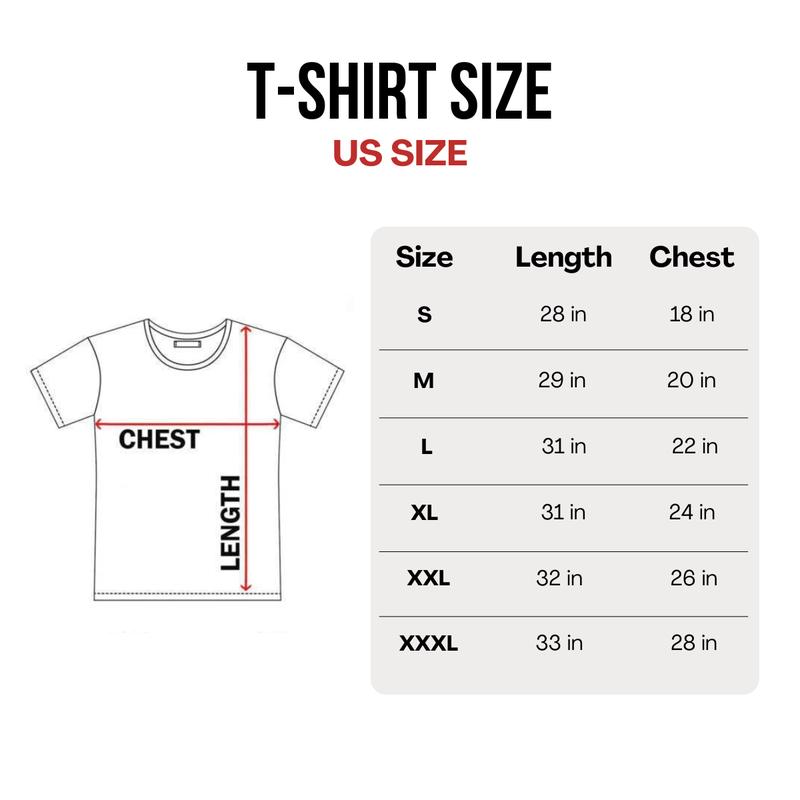 T-SHIRT SIZE
US SIZE
Size Length Chest
S 28 in 18 in
M 29 in 20 in
L 31 in 22 in
XL 31 in 24 in
XXL 32 in 26 in
XXXL 33 in 28 in
CHEST
LENGTH